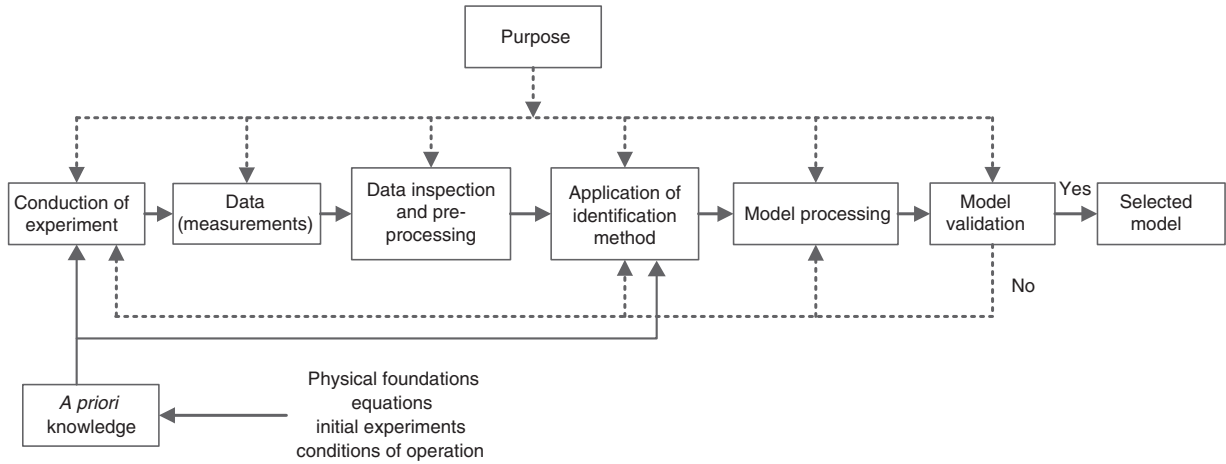 Purpose
Conduction of
experiment
Data
(measurements)
Data inspection
and pre-
processing
Application of
identification
method
Model processing
Model
validation
Yes
Selected
model
No
A priori
knowledge
Physical foundations
equations
initial experiments
conditions of operation